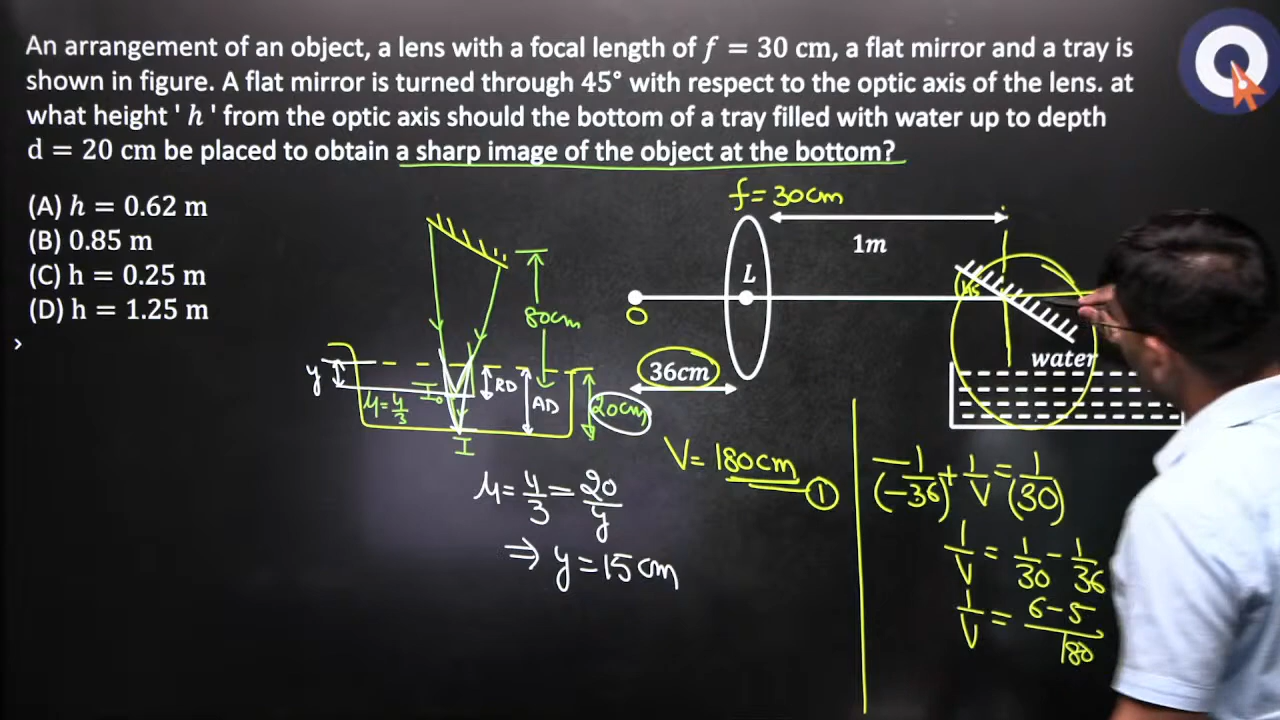 An arrangement of an object, a lens with a focal length of f = 30 cm, a flat mirror and a tray is
shown in figure. A flat mirror is turned through 45° with respect to the optic axis of the lens. at
what height ' h ' from the optic axis should the bottom of a tray filled with water up to depth
d = 20 cm be placed to obtain a sharp image of the object at the bottom?
(A) h = 0.62 m
(B) 0.85 m
(C) h = 0.25 m
(D) h = 1.25 m
f = 30cm
1m
L
O
45
36cm
water
80cm
y
I₀
RD
AD
20cm
μ = 4/3
I
μ = 4/3 = 20/y
⇒ y = 15 cm
V = 180cm
1
- 1/(-36) + 1/V = 1/(30)
1/V = 1/30 - 1/36
1/V = 6-5/180